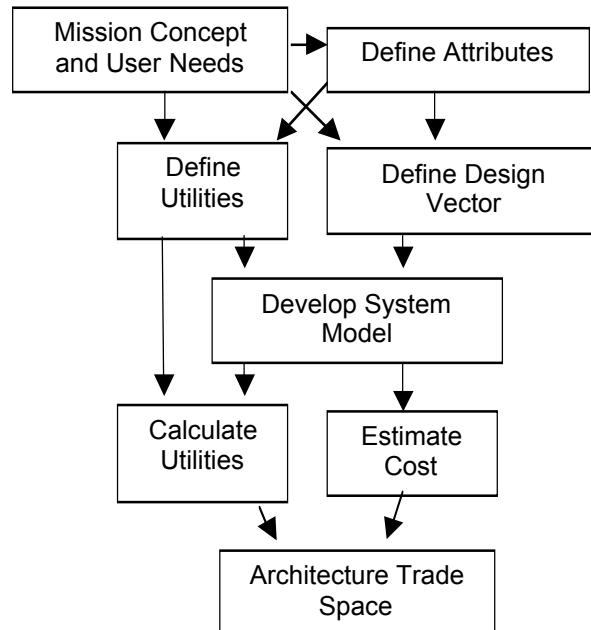 Mission Concept
and User Needs
Define Attributes
Define
Utilities
Define Design
Vector
Develop System
Model
Calculate
Utilities
Estimate
Cost
Architecture Trade
Space